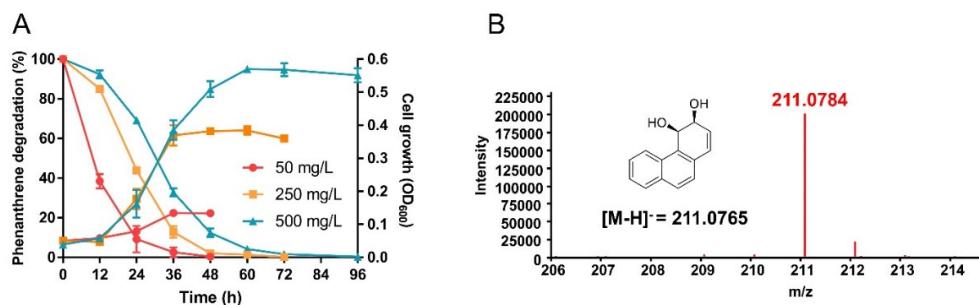 A
Phenanthrene degradation (%)
100
80
60
40
20
0
0 12 24 36 48 60 72 84 96
Time (h)
0.6
0.5
0.4
0.3
0.2
0.1
0.0
Cell growth (OD600)
50 mg/L
250 mg/L
500 mg/L
B
Intensity
225000
200000
175000
150000
125000
100000
75000
50000
25000
0
206 207 208 209 210 211 212 213 214
m/z
211.0784
OH
HO
[M-H]- = 211.0765